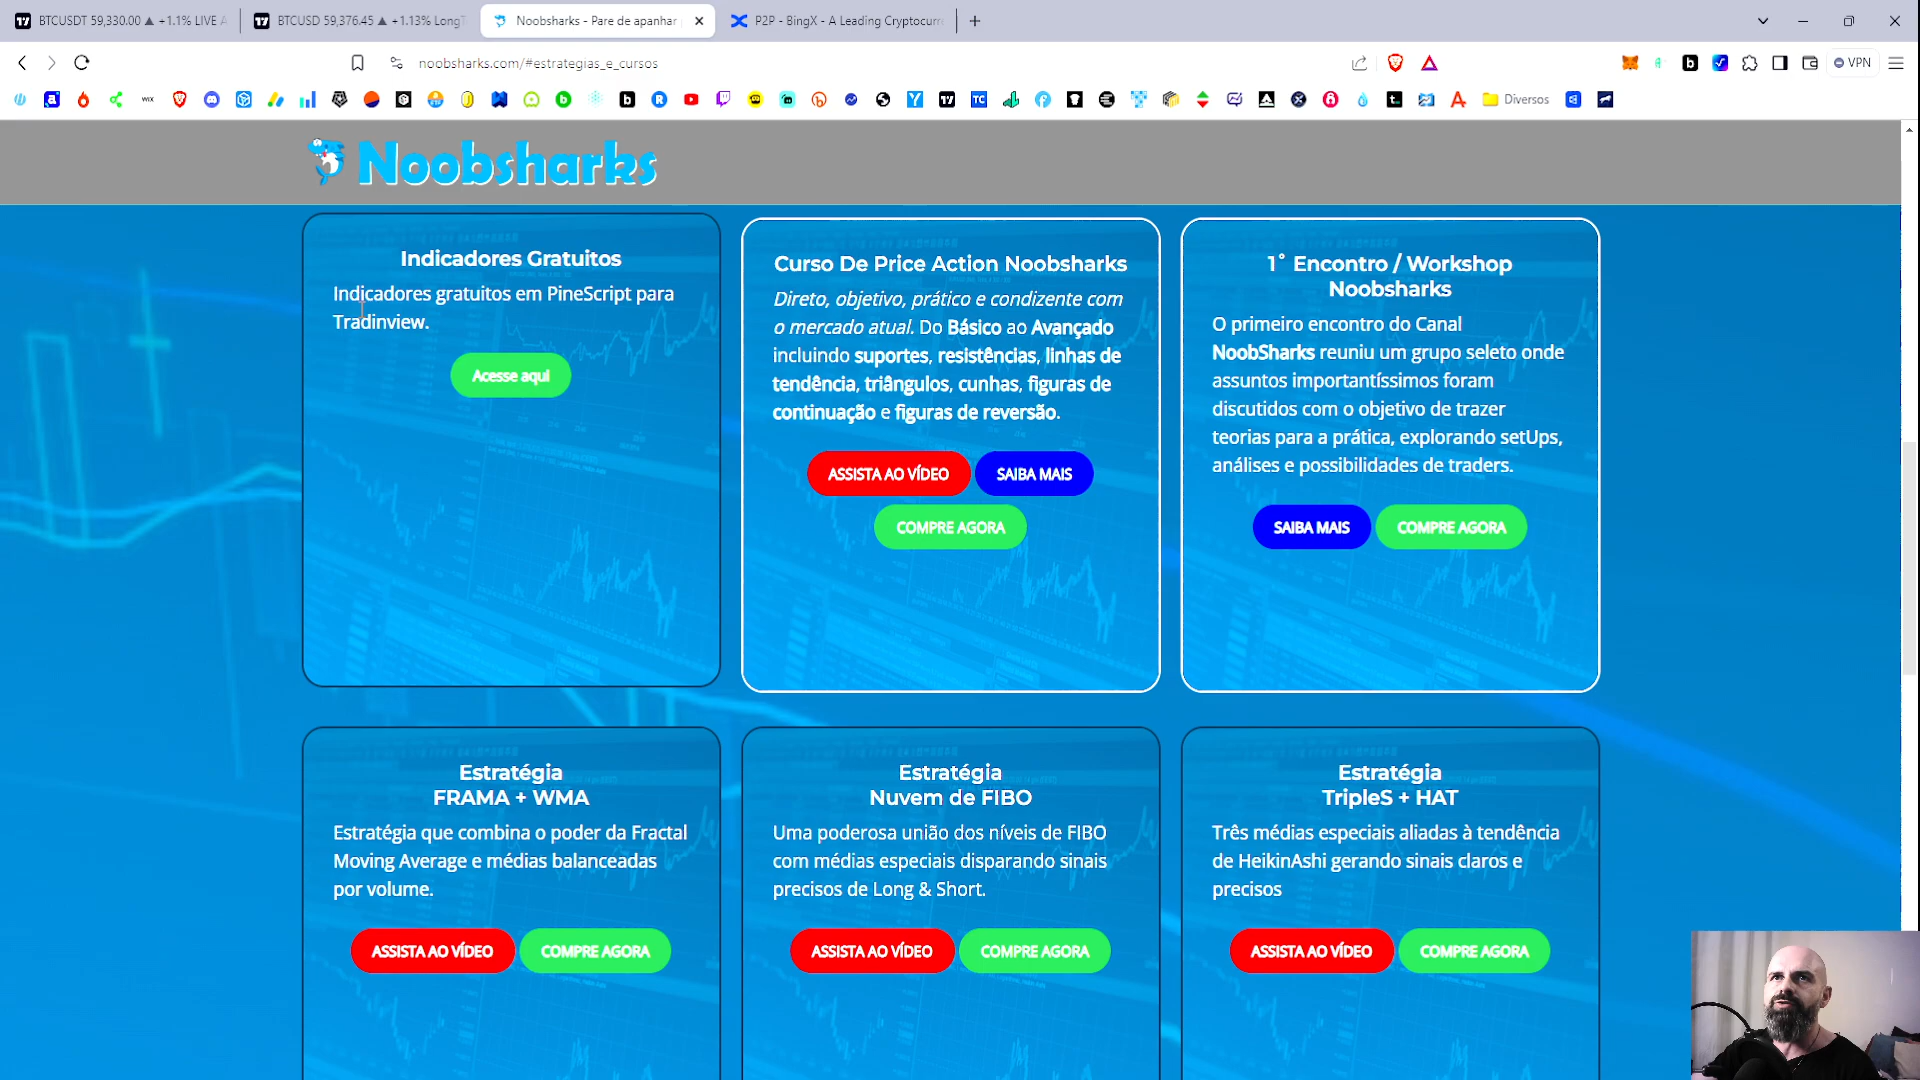 BTCUSDT 59,330.00 ▲ +1.1% LIVE
BTCUSD 59,376.45 ▲ +1.13% Long
Noobsharks - Pare de apanhar
P2P - BingX - A Leading Cryptocurr
noobsharks.com/#estrategias_e_cursos
VPN
Diversos
Noobsharks
Indicadores Gratuitos
Indicadores gratuitos em PineScript para
Tradinview.
Acesse aqui
Curso De Price Action Noobsharks
Direto, objetivo, prático e condizente com
o mercado atual. Do Básico ao Avançado
incluindo suportes, resistências, linhas de
tendência, triângulos, cunhas, figuras de
continuação e figuras de reversão.
ASSISTA AO VÍDEO
SAIBA MAIS
COMPRE AGORA
1° Encontro / Workshop
Noobsharks
O primeiro encontro do Canal
NoobSharks reuniu um grupo seleto onde
assuntos importantíssimos foram
discutidos com o objetivo de trazer
teorias para a prática, explorando setUps,
análises e possibilidades de traders.
SAIBA MAIS
COMPRE AGORA
Estratégia
FRAMA + WMA
Estratégia que combina o poder da Fractal
Moving Average e médias balanceadas
por volume.
ASSISTA AO VÍDEO
COMPRE AGORA
Estratégia
Nuvem de FIBO
Uma poderosa união dos níveis de FIBO
com médias especiais disparando sinais
precisos de Long & Short.
ASSISTA AO VÍDEO
COMPRE AGORA
Estratégia
TripleS + HAT
Três médias especiais aliadas à tendência
de HeikinAshi gerando sinais claros e
precisos
ASSISTA AO VÍDEO
COMPRE AGORA